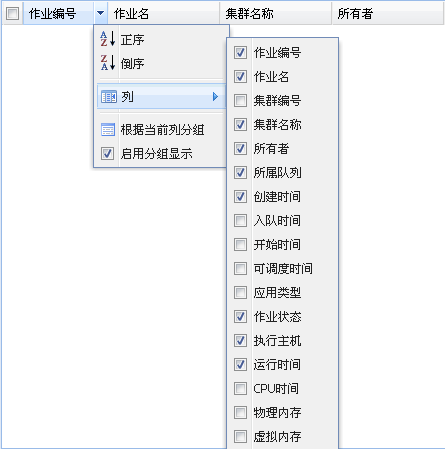 作业编号 作业名 集群名称 所有者
正序
倒序
列
根据当前列分组
启用分组显示
作业编号
作业名
集群编号
集群名称
所有者
所属队列
创建时间
入队时间
开始时间
可调度时间
应用类型
作业状态
执行主机
运行时间
CPU时间
物理内存
虚拟内存